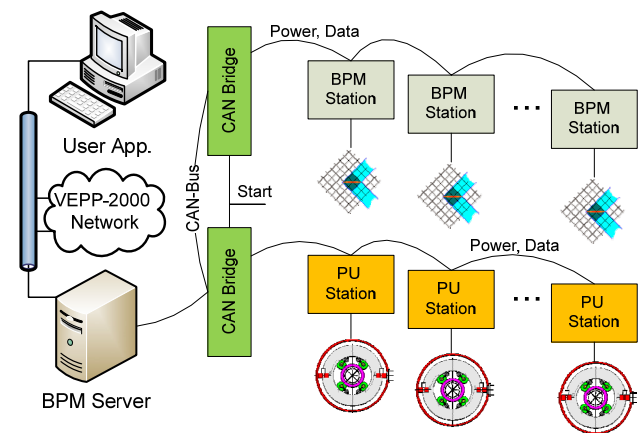 Power, Data
CAN Bridge
BPM
Station
BPM
Station
...
BPM
Station
User App.
CAN-Bus
Start
VEPP-2000
Network
CAN Bridge
Power, Data
PU
Station
PU
Station
...
PU
Station
BPM Server